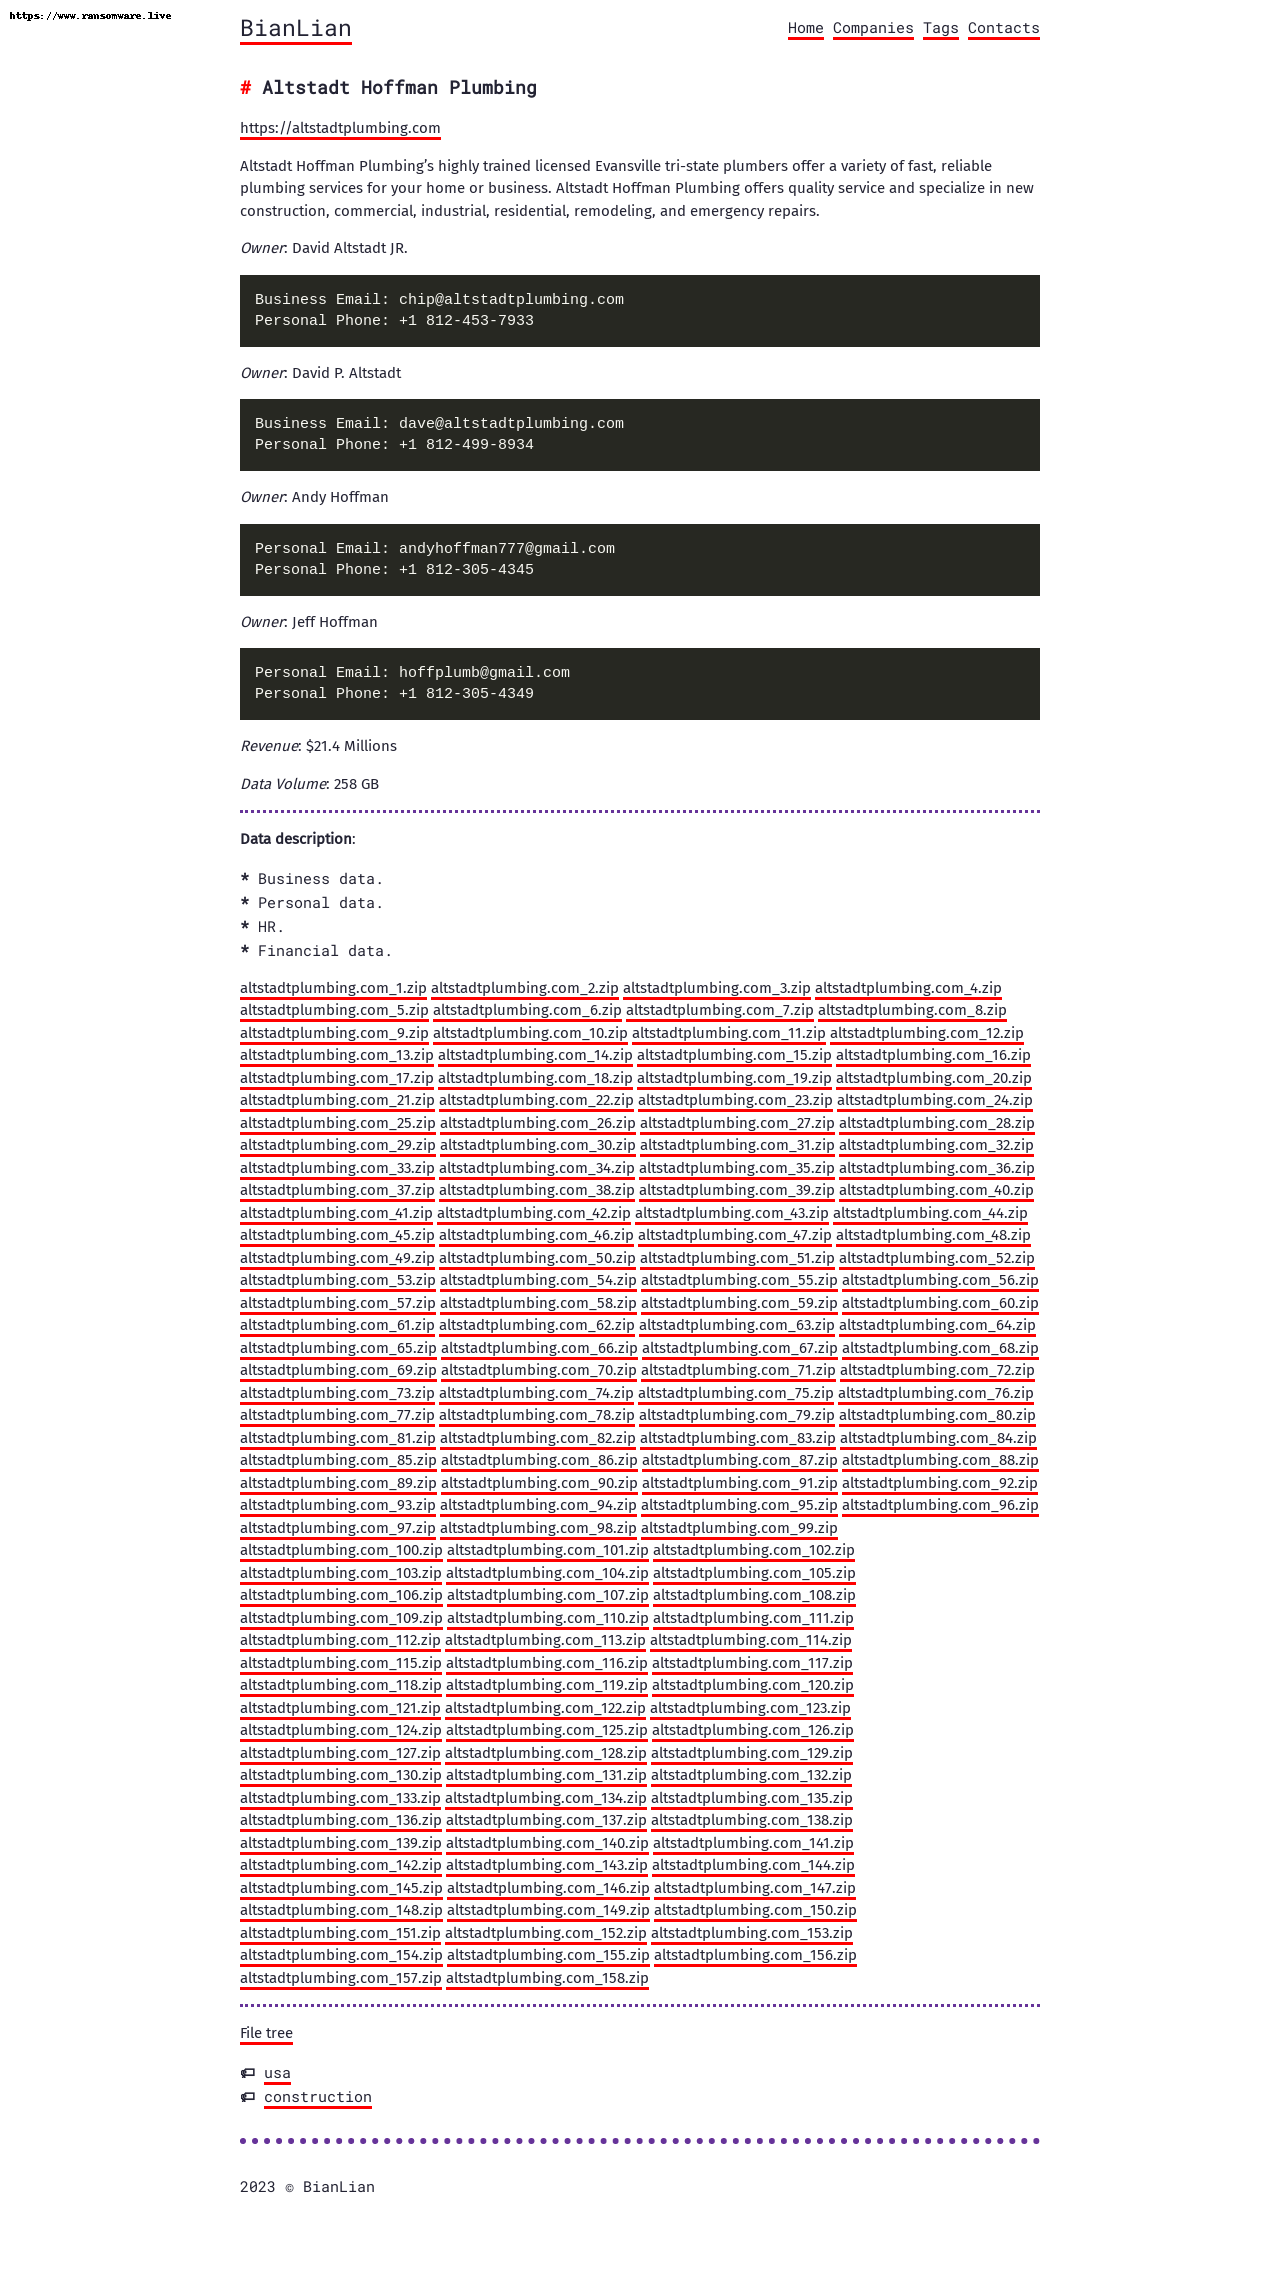 https://www.ransomware.live
BianLian
Home Companies Tags Contacts
# Altstadt Hoffman Plumbing
https://altstadtplumbing.com
Altstadt Hoffman Plumbing’s highly trained licensed Evansville tri-state plumbers offer a variety of fast, reliable
plumbing services for your home or business. Altstadt Hoffman Plumbing offers quality service and specialize in new
construction, commercial, industrial, residential, remodeling, and emergency repairs.
Owner: David Altstadt JR.
Business Email: chip@altstadtplumbing.com
Personal Phone: +1 812-453-7933
Owner: David P. Altstadt
Business Email: dave@altstadtplumbing.com
Personal Phone: +1 812-499-8934
Owner: Andy Hoffman
Personal Email: andyhoffman777@gmail.com
Personal Phone: +1 812-305-4345
Owner: Jeff Hoffman
Personal Email: hoffplumb@gmail.com
Personal Phone: +1 812-305-4349
Revenue: $21.4 Millions
Data Volume: 258 GB
Data description:
* Business data.
* Personal data.
* HR.
* Financial data.
altstadtplumbing.com_1.zip altstadtplumbing.com_2.zip altstadtplumbing.com_3.zip altstadtplumbing.com_4.zip
altstadtplumbing.com_5.zip altstadtplumbing.com_6.zip altstadtplumbing.com_7.zip altstadtplumbing.com_8.zip
altstadtplumbing.com_9.zip altstadtplumbing.com_10.zip altstadtplumbing.com_11.zip altstadtplumbing.com_12.zip
altstadtplumbing.com_13.zip altstadtplumbing.com_14.zip altstadtplumbing.com_15.zip altstadtplumbing.com_16.zip
altstadtplumbing.com_17.zip altstadtplumbing.com_18.zip altstadtplumbing.com_19.zip altstadtplumbing.com_20.zip
altstadtplumbing.com_21.zip altstadtplumbing.com_22.zip altstadtplumbing.com_23.zip altstadtplumbing.com_24.zip
altstadtplumbing.com_25.zip altstadtplumbing.com_26.zip altstadtplumbing.com_27.zip altstadtplumbing.com_28.zip
altstadtplumbing.com_29.zip altstadtplumbing.com_30.zip altstadtplumbing.com_31.zip altstadtplumbing.com_32.zip
altstadtplumbing.com_33.zip altstadtplumbing.com_34.zip altstadtplumbing.com_35.zip altstadtplumbing.com_36.zip
altstadtplumbing.com_37.zip altstadtplumbing.com_38.zip altstadtplumbing.com_39.zip altstadtplumbing.com_40.zip
altstadtplumbing.com_41.zip altstadtplumbing.com_42.zip altstadtplumbing.com_43.zip altstadtplumbing.com_44.zip
altstadtplumbing.com_45.zip altstadtplumbing.com_46.zip altstadtplumbing.com_47.zip altstadtplumbing.com_48.zip
altstadtplumbing.com_49.zip altstadtplumbing.com_50.zip altstadtplumbing.com_51.zip altstadtplumbing.com_52.zip
altstadtplumbing.com_53.zip altstadtplumbing.com_54.zip altstadtplumbing.com_55.zip altstadtplumbing.com_56.zip
altstadtplumbing.com_57.zip altstadtplumbing.com_58.zip altstadtplumbing.com_59.zip altstadtplumbing.com_60.zip
altstadtplumbing.com_61.zip altstadtplumbing.com_62.zip altstadtplumbing.com_63.zip altstadtplumbing.com_64.zip
altstadtplumbing.com_65.zip altstadtplumbing.com_66.zip altstadtplumbing.com_67.zip altstadtplumbing.com_68.zip
altstadtplumbing.com_69.zip altstadtplumbing.com_70.zip altstadtplumbing.com_71.zip altstadtplumbing.com_72.zip
altstadtplumbing.com_73.zip altstadtplumbing.com_74.zip altstadtplumbing.com_75.zip altstadtplumbing.com_76.zip
altstadtplumbing.com_77.zip altstadtplumbing.com_78.zip altstadtplumbing.com_79.zip altstadtplumbing.com_80.zip
altstadtplumbing.com_81.zip altstadtplumbing.com_82.zip altstadtplumbing.com_83.zip altstadtplumbing.com_84.zip
altstadtplumbing.com_85.zip altstadtplumbing.com_86.zip altstadtplumbing.com_87.zip altstadtplumbing.com_88.zip
altstadtplumbing.com_89.zip altstadtplumbing.com_90.zip altstadtplumbing.com_91.zip altstadtplumbing.com_92.zip
altstadtplumbing.com_93.zip altstadtplumbing.com_94.zip altstadtplumbing.com_95.zip altstadtplumbing.com_96.zip
altstadtplumbing.com_97.zip altstadtplumbing.com_98.zip altstadtplumbing.com_99.zip
altstadtplumbing.com_100.zip altstadtplumbing.com_101.zip altstadtplumbing.com_102.zip
altstadtplumbing.com_103.zip altstadtplumbing.com_104.zip altstadtplumbing.com_105.zip
altstadtplumbing.com_106.zip altstadtplumbing.com_107.zip altstadtplumbing.com_108.zip
altstadtplumbing.com_109.zip altstadtplumbing.com_110.zip altstadtplumbing.com_111.zip
altstadtplumbing.com_112.zip altstadtplumbing.com_113.zip altstadtplumbing.com_114.zip
altstadtplumbing.com_115.zip altstadtplumbing.com_116.zip altstadtplumbing.com_117.zip
altstadtplumbing.com_118.zip altstadtplumbing.com_119.zip altstadtplumbing.com_120.zip
altstadtplumbing.com_121.zip altstadtplumbing.com_122.zip altstadtplumbing.com_123.zip
altstadtplumbing.com_124.zip altstadtplumbing.com_125.zip altstadtplumbing.com_126.zip
altstadtplumbing.com_127.zip altstadtplumbing.com_128.zip altstadtplumbing.com_129.zip
altstadtplumbing.com_130.zip altstadtplumbing.com_131.zip altstadtplumbing.com_132.zip
altstadtplumbing.com_133.zip altstadtplumbing.com_134.zip altstadtplumbing.com_135.zip
altstadtplumbing.com_136.zip altstadtplumbing.com_137.zip altstadtplumbing.com_138.zip
altstadtplumbing.com_139.zip altstadtplumbing.com_140.zip altstadtplumbing.com_141.zip
altstadtplumbing.com_142.zip altstadtplumbing.com_143.zip altstadtplumbing.com_144.zip
altstadtplumbing.com_145.zip altstadtplumbing.com_146.zip altstadtplumbing.com_147.zip
altstadtplumbing.com_148.zip altstadtplumbing.com_149.zip altstadtplumbing.com_150.zip
altstadtplumbing.com_151.zip altstadtplumbing.com_152.zip altstadtplumbing.com_153.zip
altstadtplumbing.com_154.zip altstadtplumbing.com_155.zip altstadtplumbing.com_156.zip
altstadtplumbing.com_157.zip altstadtplumbing.com_158.zip
File tree
usa
construction
2023 © BianLian